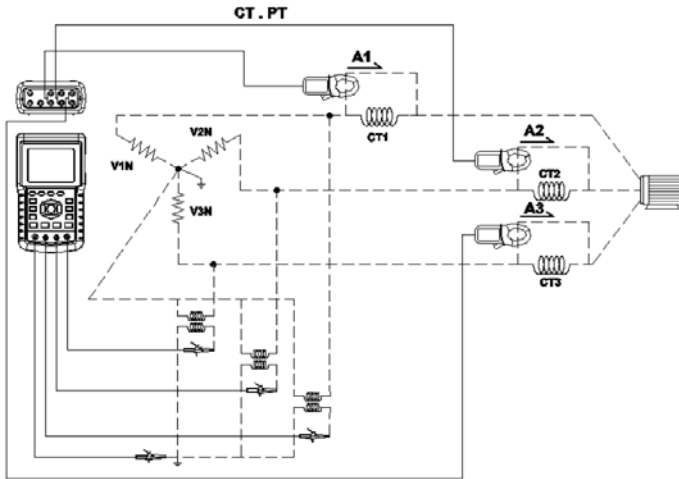 CT . PT
A1
CT1
V2N
V1N
A2
CT2
V3N
A3
CT3